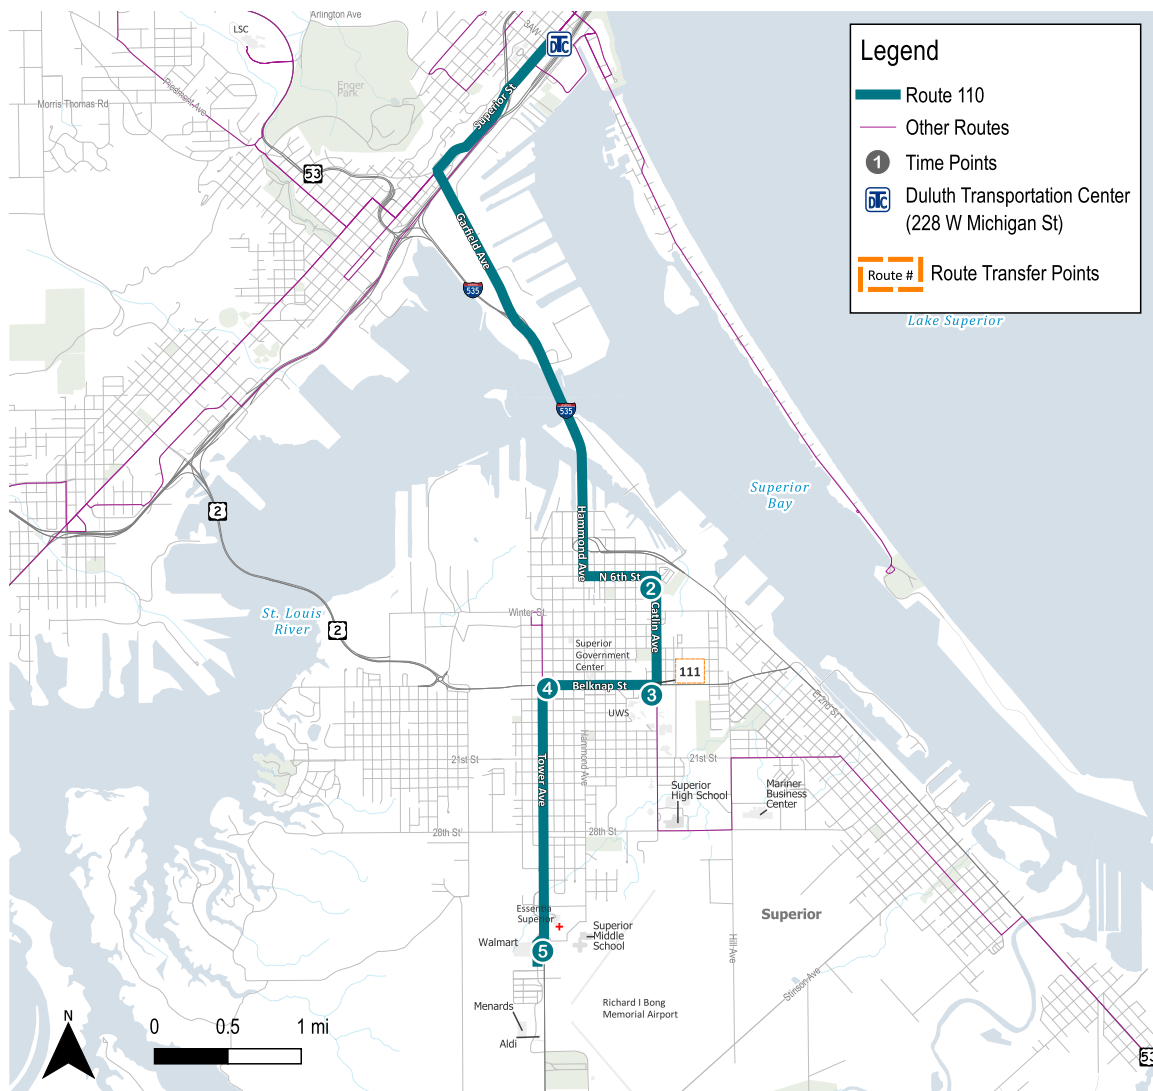 Arlington Ave
LSC
3AW
DTC
Enger
Park
Piedmont Ave
Morris Thomas Rd
Superior St
53
Garfield Ave
535
535
Legend
Route 110
Other Routes
1 Time Points
DTC Duluth Transportation Center
(228 W Michigan St)
Route # Route Transfer Points
Lake Superior
Superior
Bay
2
Hammond Ave
N 6th St
2
Catlin Ave
St. Louis
River
2
Winter St
Superior
Government
Center
111
4
Belknap St
3
UWS
E 2nd St
21st St
Tower Ave
Hammond Ave
21st St
Superior
High School
Mariner
Business
Center
28th St
28th St
Essentia
Superior
Superior
Middle
School
Superior
Walmart
5
Hill Ave
Stinson Ave
Menards
Aldi
Richard I Bong
Memorial Airport
N
0 0.5 1 mi
53